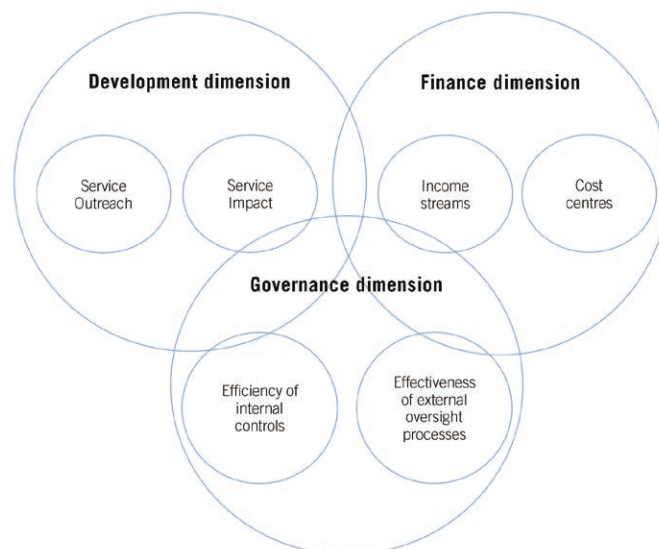 Development dimension
Finance dimension
Service
Outreach
Service
Impact
Income
streams
Cost
centres
Governance dimension
Efficiency of
internal
controls
Effectiveness
of external
oversight
processes